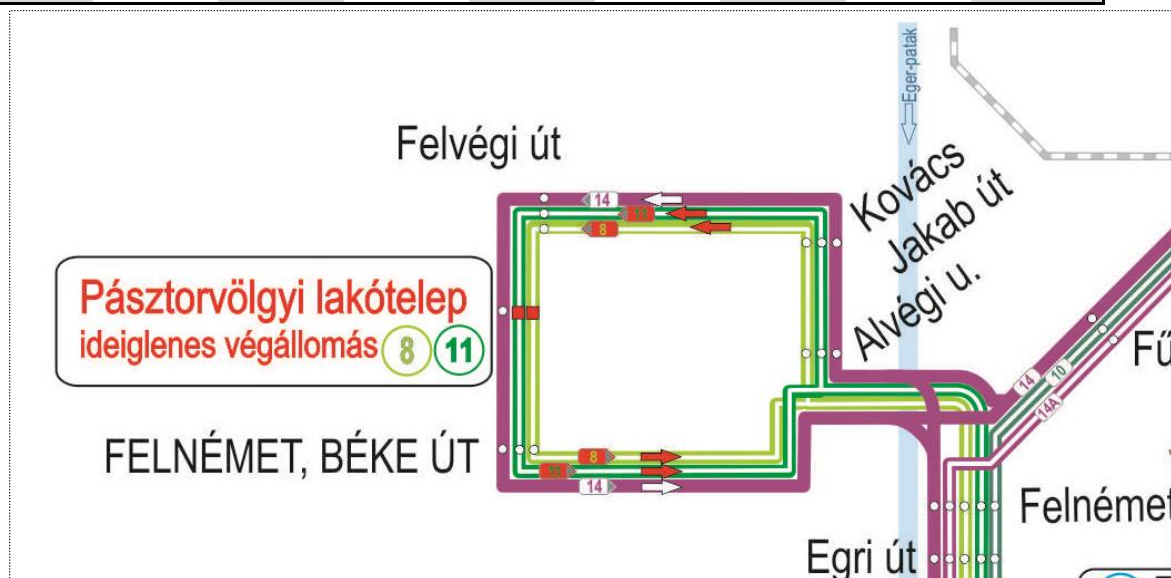 Eger-patak
Felvégi út
Kovács
Jakab út
Alvégi u.
14
11
8
Pásztorvölgyi lakótelep
ideiglenes végállomás 8 11
14
10
14A
Fű
FELNÉMET, BÉKE ÚT
8
11
14
Felnémet
Egri út